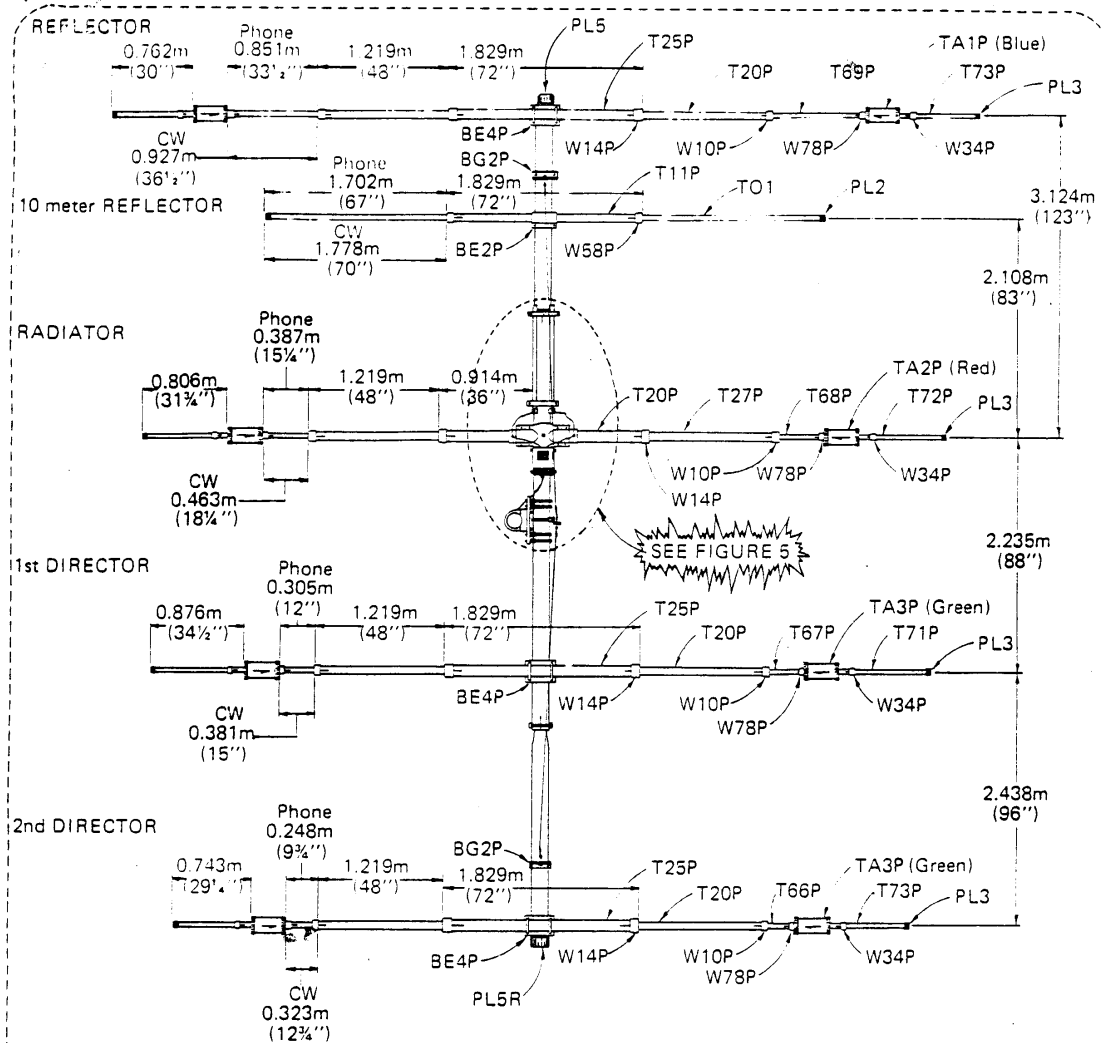 REFLECTOR
Phone
PL5
0.762m
(30’’)
0.851m
(33½’’)
1.219m
(48’’)
1.829m
(72’’)
T25P
TA1P (Blue)
T20P
T69P
T73P
PL3
CW
0.927m
(36½’’)
BE4P
W14P
W10P
W78P
W34P
BG2P
Phone
1.702m
(67’’)
1.829m
(72’’)
T11P
TO1
PL2
3.124m
(123’’)
10 meter REFLECTOR
CW
1.778m
(70’’)
BE2P
W58P
2.108m
(83’’)
RADIATOR
Phone
0.387m
(15¼’’)
0.806m
(31¾’’)
1.219m
(48’’)
0.914m
(36’’)
T20P
T27P
T68P
TA2P (Red)
T72P
PL3
W10P
W78P
W34P
W14P
CW
0.463m
(18¼’’)
SEE FIGURE 5
2.235m
(88’’)
1st DIRECTOR
Phone
0.305m
(12’’)
0.876m
(34½’’)
1.219m
(48’’)
1.829m
(72’’)
T25P
T20P
T67P
TA3P (Green)
T71P
PL3
BE4P
W14P
W10P
W78P
W34P
CW
0.381m
(15’’)
2.438m
(96’’)
2nd DIRECTOR
Phone
0.248m
(9¾’’)
BG2P
0.743m
(29¼’’)
1.219m
(48’’)
1.829m
(72’’)
T25P
T20P
T66P
TA3P (Green)
T73P
PL3
BE4P
W14P
W10P
W78P
W34P
PL5R
CW
0.323m
(12¾’’)